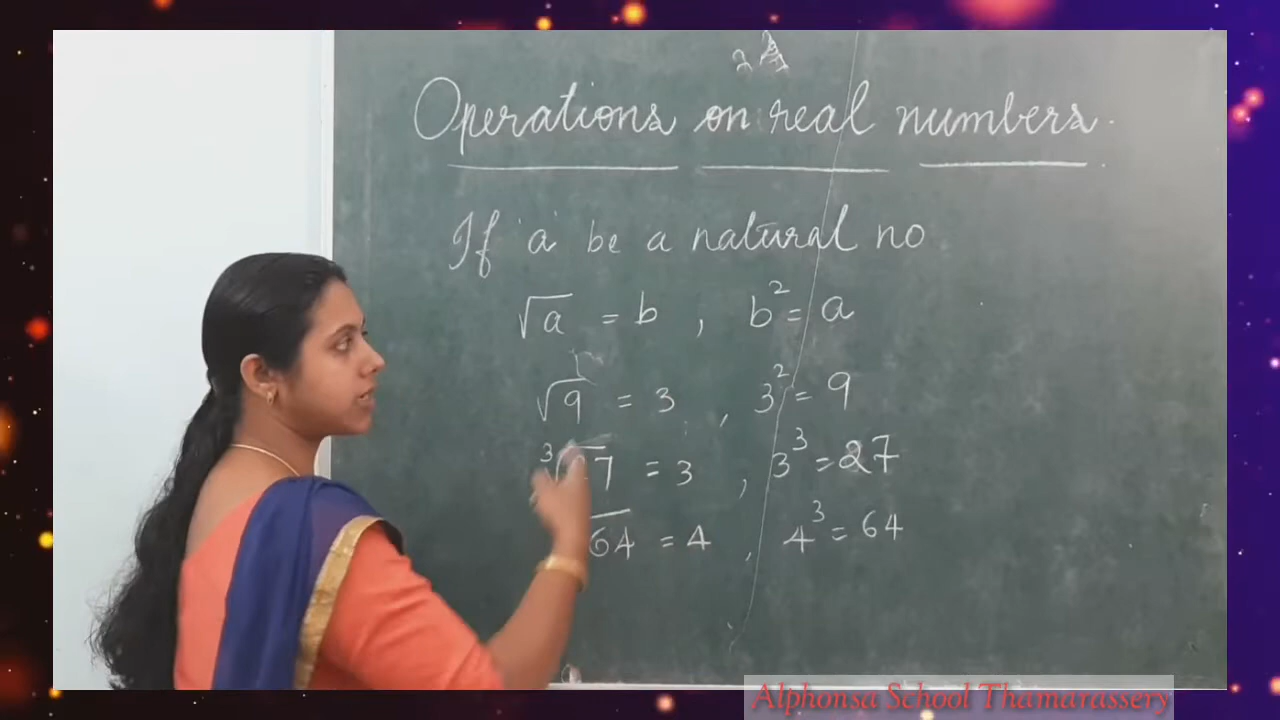 Operations on real numbers.
If 'a' be a natural no
√a = b , b² = a
√9 = 3 , 3² = 9
³√27 = 3 , 3³ = 27
64 = 4 , 4³ = 64
Alphonsa School Thamarassery